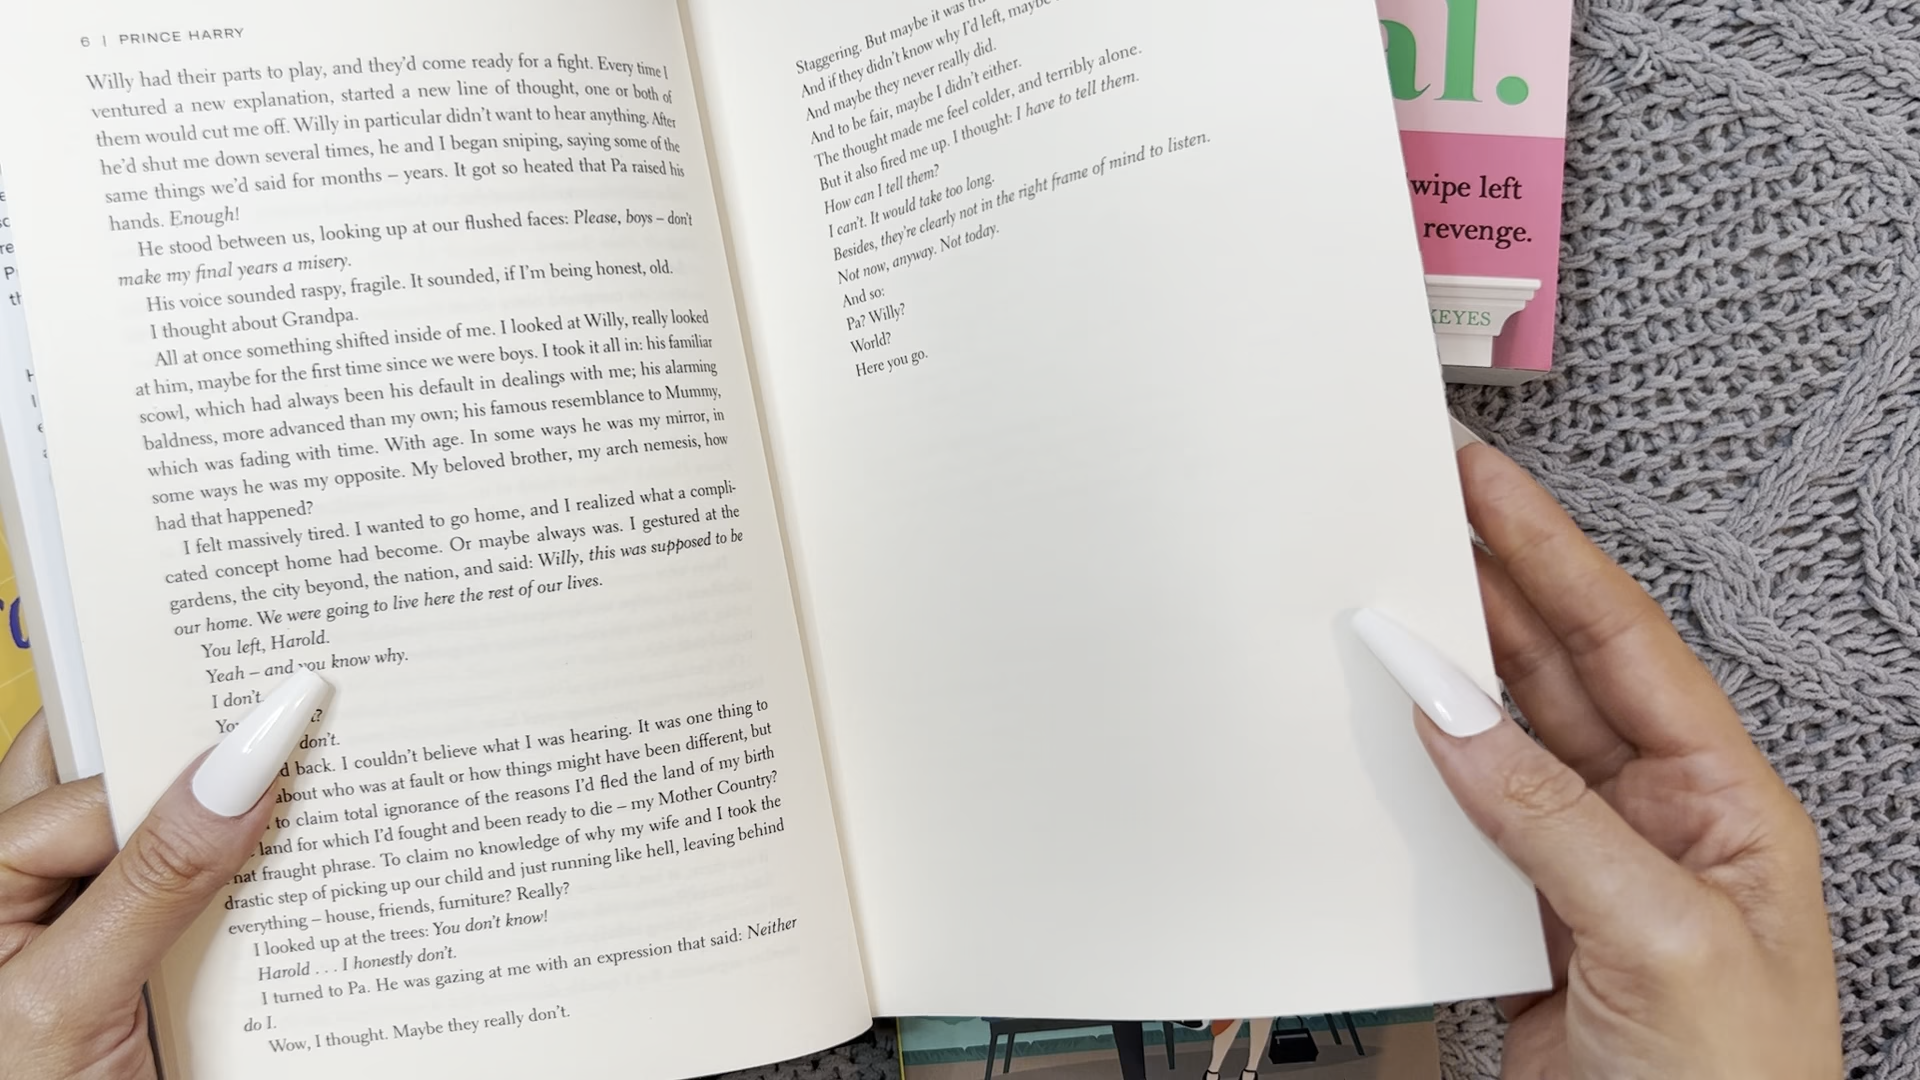 6 | PRINCE HARRY
Willy had their parts to play, and they'd come ready for a fight. Every time I
ventured a new explanation, started a new line of thought, one or both of
them would cut me off. Willy in particular didn't want to hear anything. After
he'd shut me down several times, he and I began sniping, saying some of the
same things we'd said for months – years. It got so heated that Pa raised his
hands. Enough!
He stood between us, looking up at our flushed faces: Please, boys – don't
make my final years a misery.
His voice sounded raspy, fragile. It sounded, if I'm being honest, old.
I thought about Grandpa.
All at once something shifted inside of me. I looked at Willy, really looked
at him, maybe for the first time since we were boys. I took it all in: his familiar
scowl, which had always been his default in dealings with me; his alarming
baldness, more advanced than my own; his famous resemblance to Mummy,
which was fading with time. With age. In some ways he was my mirror, in
some ways he was my opposite. My beloved brother, my arch nemesis, how
had that happened?
I felt massively tired. I wanted to go home, and I realized what a compli-
cated concept home had become. Or maybe always was. I gestured at the
gardens, the city beyond, the nation, and said: Willy, this was supposed to be
our home. We were going to live here the rest of our lives.
You left, Harold.
Yeah – and you know why.
I don't.
don't.
back. I couldn't believe what I was hearing. It was one thing to
about who was at fault or how things might have been different, but
to claim total ignorance of the reasons I'd fled the land of my birth
land for which I'd fought and been ready to die – my Mother Country?
fraught phrase. To claim no knowledge of why my wife and I took the
drastic step of picking up our child and just running like hell, leaving behind
everything – house, friends, furniture? Really?
I looked up at the trees: You don't know!
Harold . . . I honestly don't.
I turned to Pa. He was gazing at me with an expression that said: Neither
do I.
Wow, I thought. Maybe they really don't.
Staggering. But maybe it was
And if they didn't know why I'd left, maybe
And maybe they never really did.
And to be fair, maybe I didn't either.
The thought made me feel colder, and terribly alone.
But it also fired me up. I thought: I have to tell them.
How can I tell them?
I can't. It would take too long.
Besides, they're clearly not in the right frame of mind to listen.
Not now, anyway. Not today.
And so:
Pa? Willy?
World?
Here you go.
wipe left
revenge.
KEYES